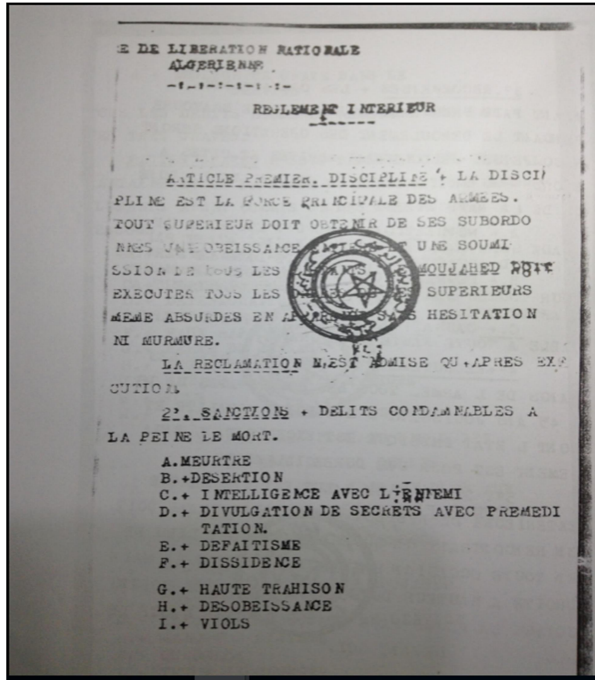 E DE LIBERATION NATIONALE
ALGERIENNE
-:-:-:-:-:-:-
REGLEMENT INTERIEUR
-------
ARTICLE PREMIER. DISCIPLINE + LA DISCI
PLINE EST LA FORCE PRINCIPALE DES ARMEES.
TOUT SUPERIEUR DOIT OBTENIR DE SES SUBORDO
NNES UNE OBEISSANCE ET UNE SOUMI
SSION DE TOUS LES MOUJAHED DOIT
EXECUTER TOUS LES SUPERIEURS
MEME ABSURDES EN SANS HESITATION
NI MURMURE.
LA RECLAMATION N,EST ADMISE QU,APRES EXE
CUTION.
2°. SANCTIONS + DELITS CONDAMNABLES A
LA PEINE DE MORT.
A.MEURTRE
B.+DESERTION
C.+ INTELLIGENCE AVEC L'ENNEMI
D.+ DIVULGATION DE SECRETS AVEC PREMEDI
TATION.
E.+ DEFAITISME
F.+ DISSIDENCE
G.+ HAUTE TRAHISON
H.+ DESOBEISSANCE
I.+ VIOLS